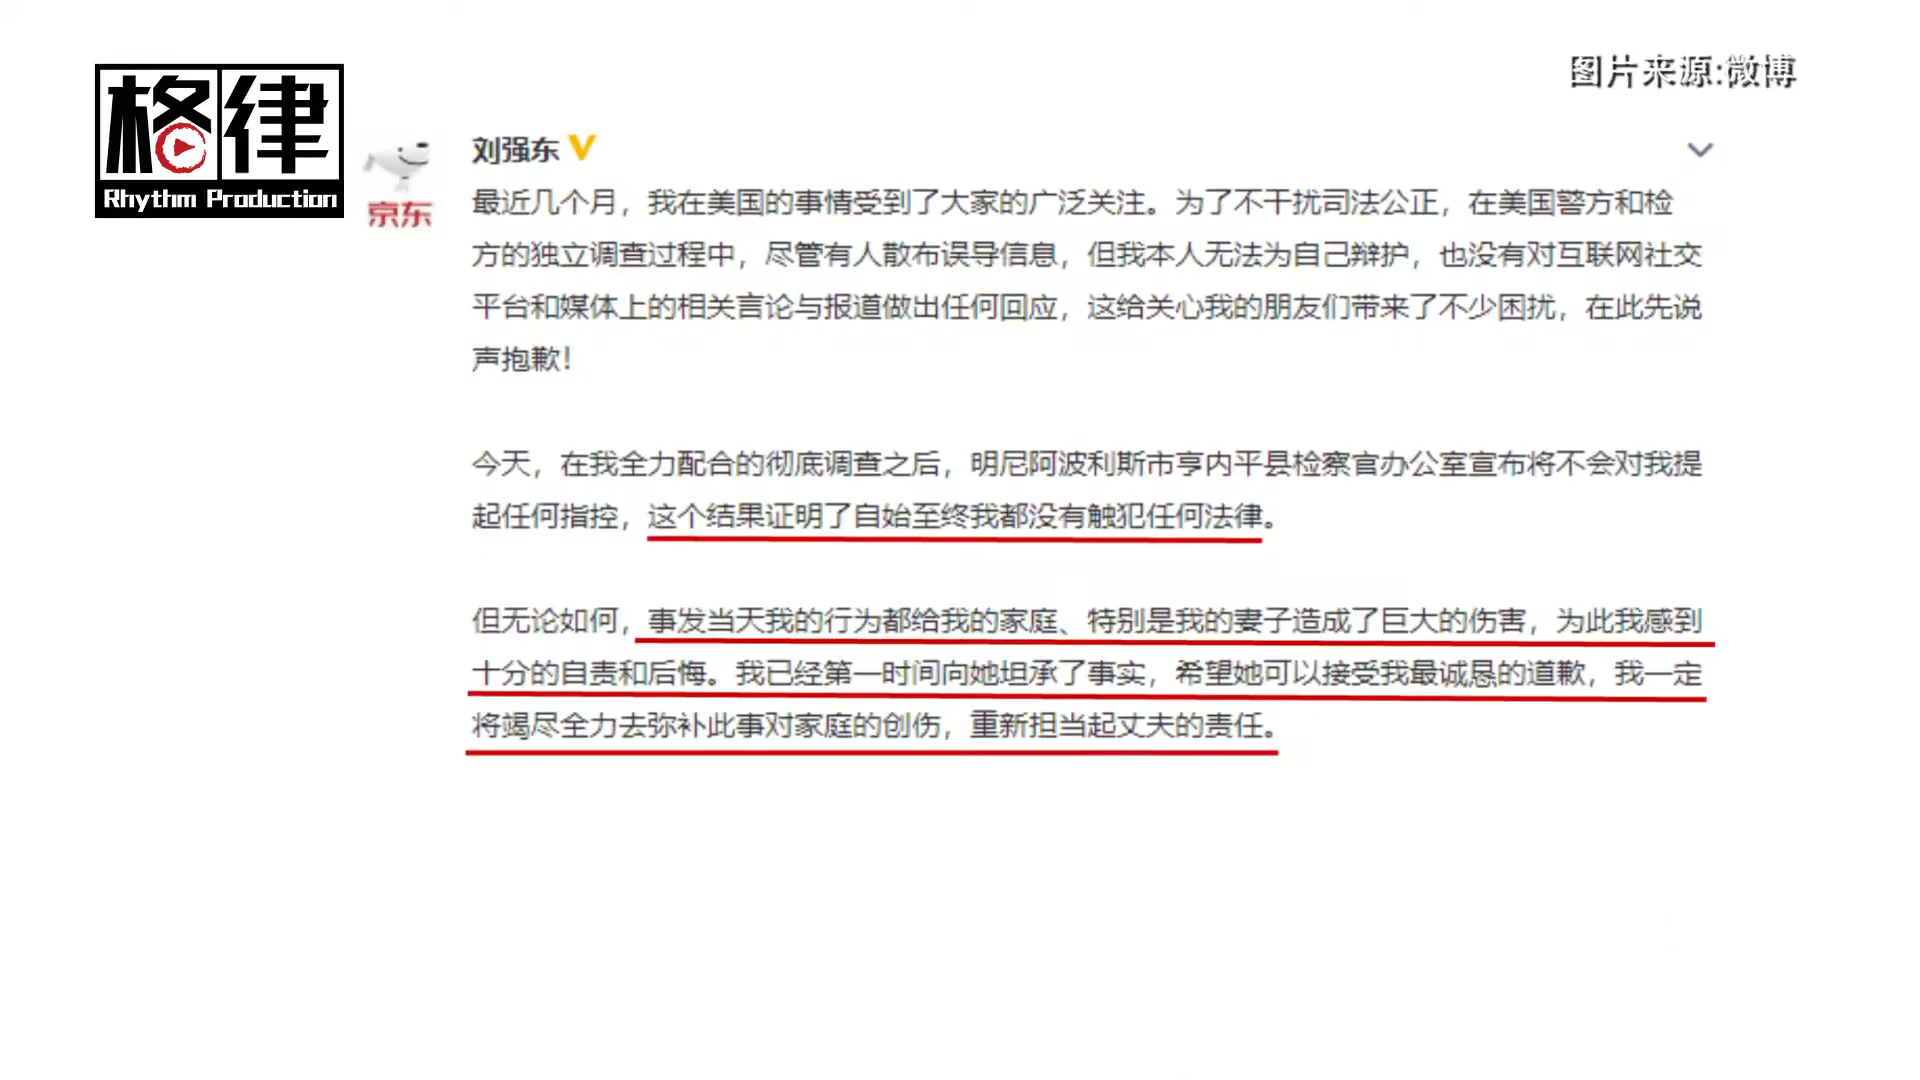 格律
Rhythm Production
图片来源:微博
京东
刘强东
最近几个月，我在美国的事情受到了大家的广泛关注。为了不干扰司法公正，在美国警方和检
方的独立调查过程中，尽管有人散布误导信息，但我本人无法为自己辩护，也没有对互联网社交
平台和媒体上的相关言论与报道做出任何回应，这给关心我的朋友们带来了不少困扰，在此先说
声抱歉！
今天，在我全力配合的彻底调查之后，明尼阿波利斯市亨内平县检察官办公室宣布将不会对我提
起任何指控，这个结果证明了自始至终我都没有触犯任何法律。
但无论如何，事发当天我的行为都给我的家庭、特别是我的妻子造成了巨大的伤害，为此我感到
十分的自责和后悔。我已经第一时间向她坦承了事实，希望她可以接受我最诚恳的道歉，我一定
将竭尽全力去弥补此事对家庭的创伤，重新担当起丈夫的责任。